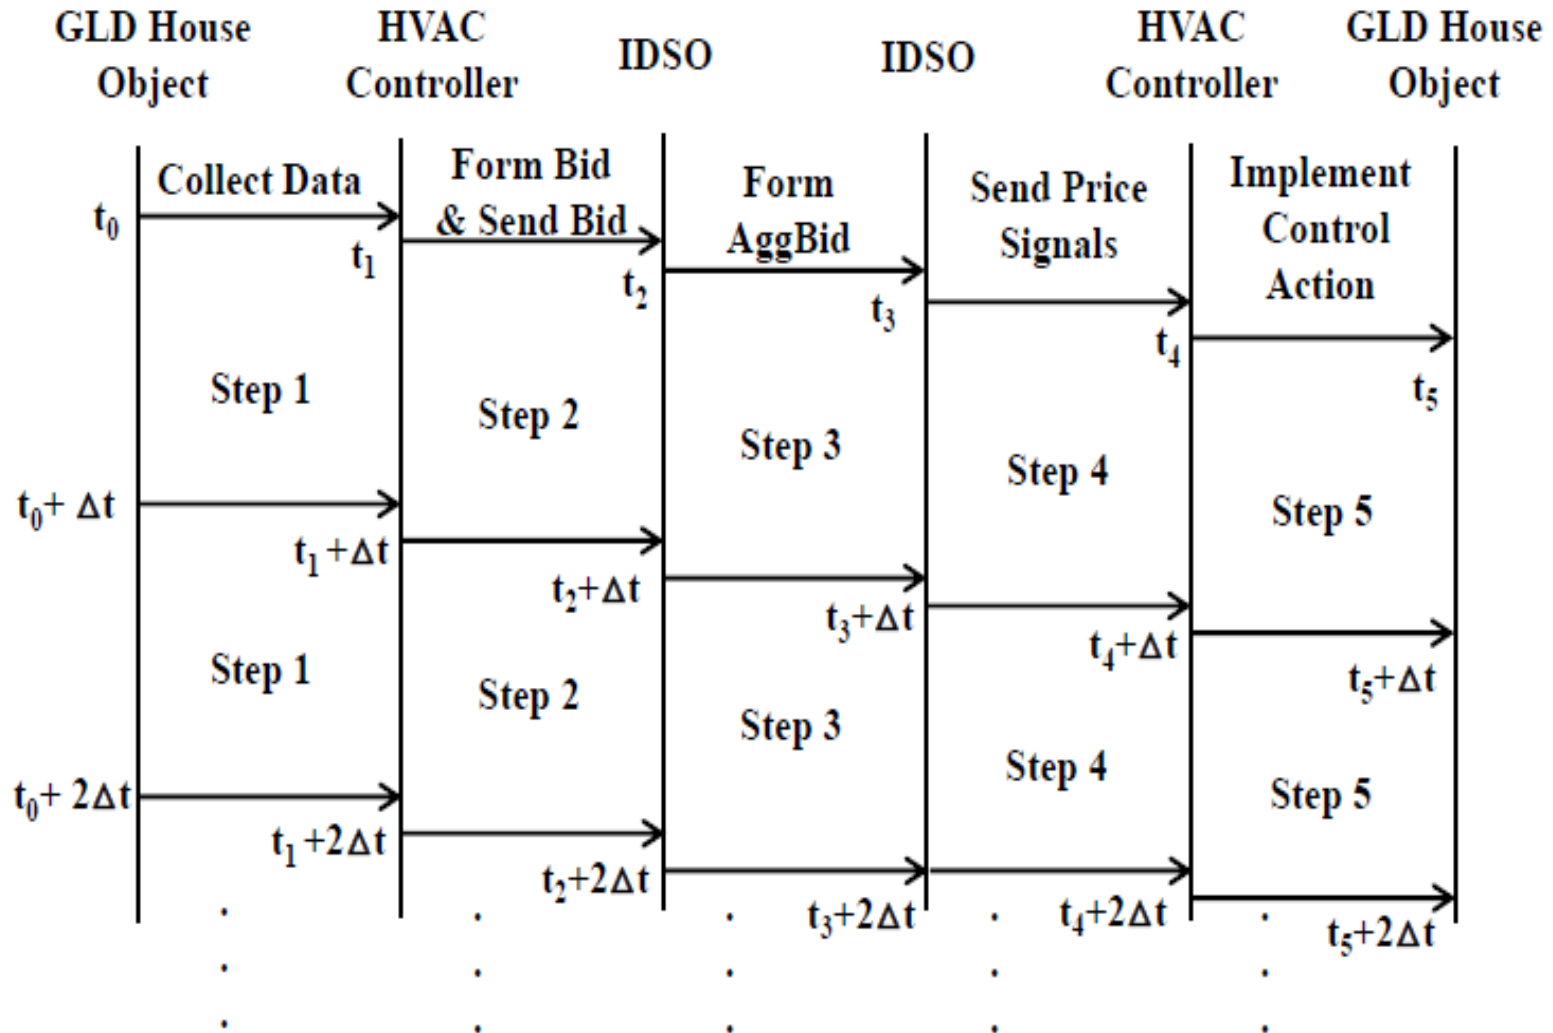 GLD House
Object
HVAC
Controller
IDSO
IDSO
HVAC
Controller
GLD House
Object
Collect Data
Form Bid
& Send Bid
Form
AggBid
Send Price
Signals
Implement
Control
Action
t₀
t₁
t₂
t₃
t₄
t₅
Step 1
Step 2
Step 3
Step 4
Step 5
t₀+ Δt
t₁+Δt
t₂+Δt
t₃+Δt
t₄+Δt
t₅+Δt
Step 1
Step 2
Step 3
Step 4
Step 5
t₀+ 2Δt
t₁+2Δt
t₂+2Δt
t₃+2Δt
t₄+2Δt
t₅+2Δt